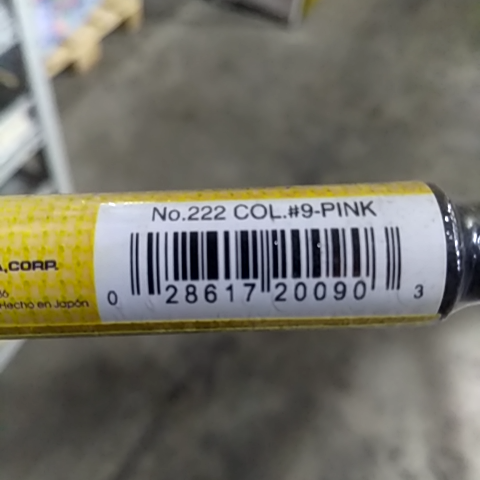 No.222 COL.#9-PINK
CORP.
Hecho en Japón
0 28617 20090 3